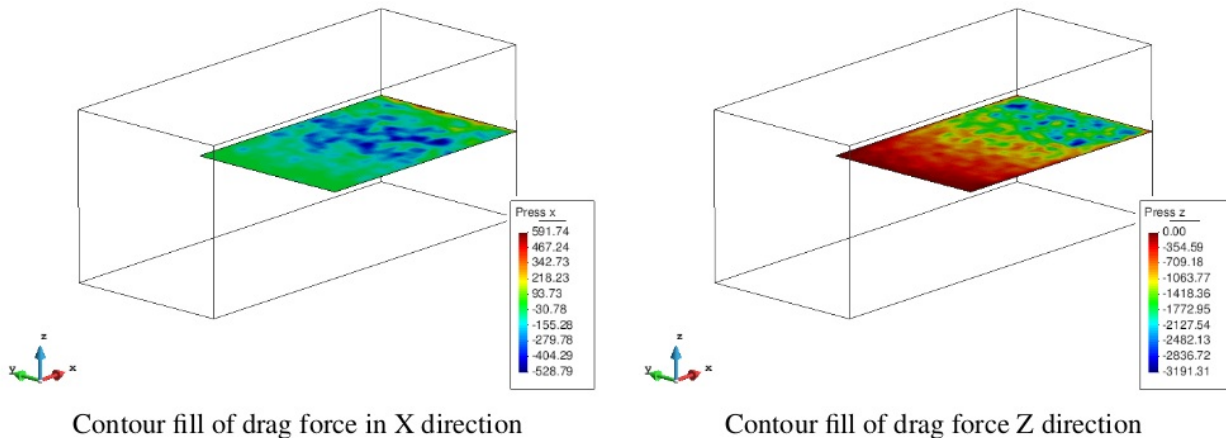 Press x
591.74
467.24
342.73
218.23
93.73
-30.78
-155.28
-279.78
-404.29
-528.79
z
y
x
Contour fill of drag force in X direction
Press z
0.00
-354.59
-709.18
-1063.77
-1418.36
-1772.95
-2127.54
-2482.13
-2836.72
-3191.31
z
y
x
Contour fill of drag force Z direction